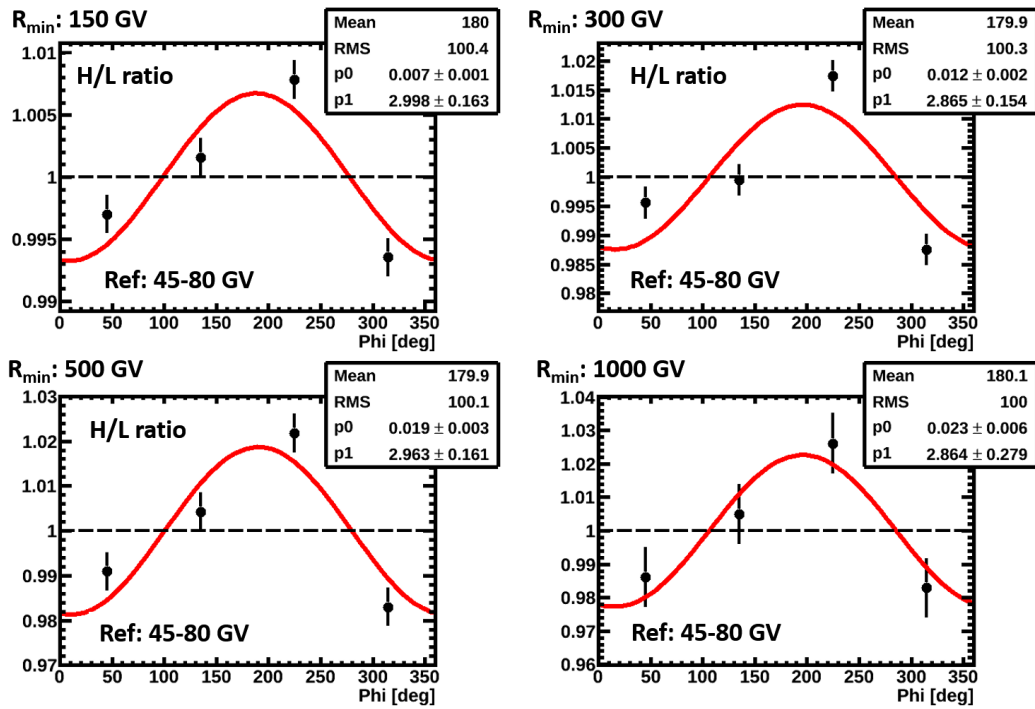 R_min: 150 GV
Mean 180
RMS 100.4
p0 0.007 ± 0.001
p1 2.998 ± 0.163
H/L ratio
1.01
1.005
1
0.995
0.99
Ref: 45-80 GV
0 50 100 150 200 250 300 350
Phi [deg]
R_min: 300 GV
Mean 179.9
RMS 100.3
p0 0.012 ± 0.002
p1 2.865 ± 0.154
H/L ratio
1.02
1.015
1.01
1.005
1
0.995
0.99
0.985
0.98
Ref: 45-80 GV
0 50 100 150 200 250 300 350
Phi [deg]
R_min: 500 GV
Mean 179.9
RMS 100.1
p0 0.019 ± 0.003
p1 2.963 ± 0.161
H/L ratio
1.03
1.02
1.01
1
0.99
0.98
0.97
Ref: 45-80 GV
0 50 100 150 200 250 300 350
Phi [deg]
R_min: 1000 GV
Mean 180.1
RMS 100
p0 0.023 ± 0.006
p1 2.864 ± 0.279
H/L ratio
1.04
1.03
1.02
1.01
1
0.99
0.98
0.97
0.96
Ref: 45-80 GV
0 50 100 150 200 250 300 350
Phi [deg]